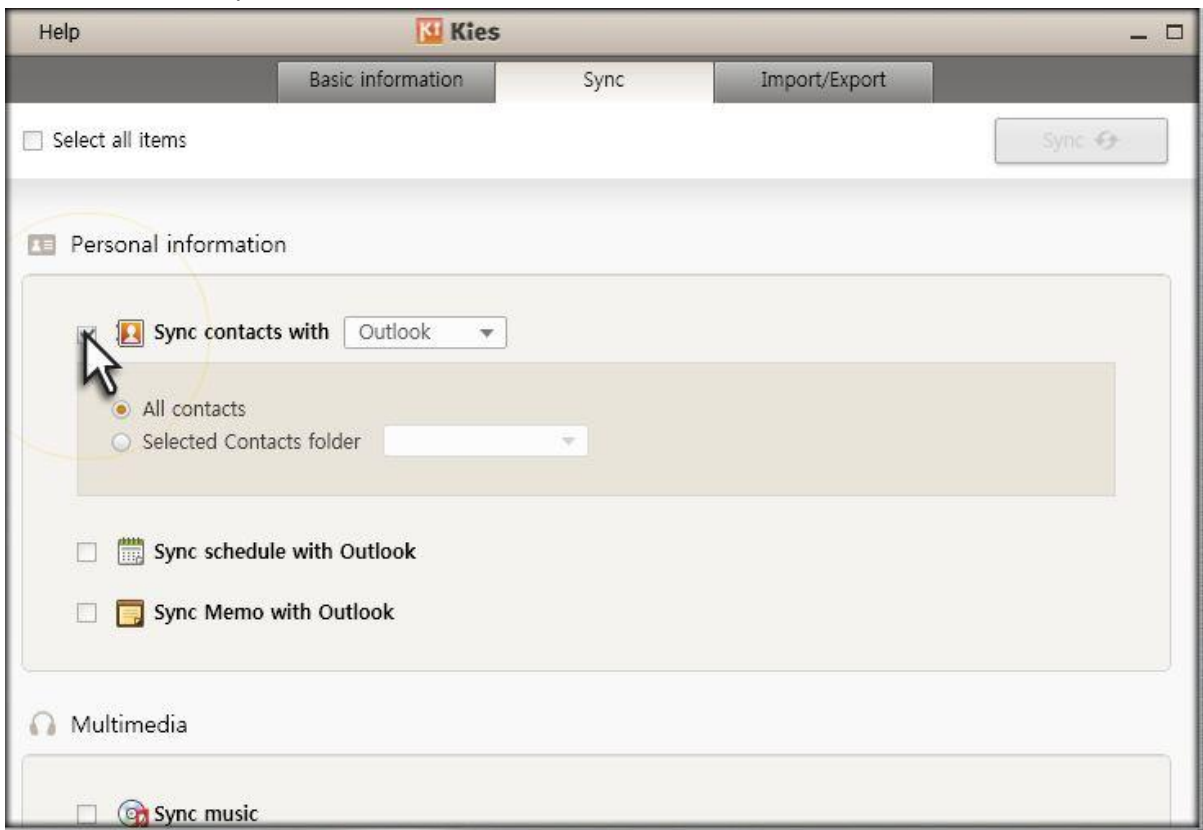 Help
Kies
Basic information
Sync
Import/Export
Select all items
Sync
Personal information
Sync contacts with Outlook
All contacts
Selected Contacts folder
Sync schedule with Outlook
Sync Memo with Outlook
Multimedia
Sync music